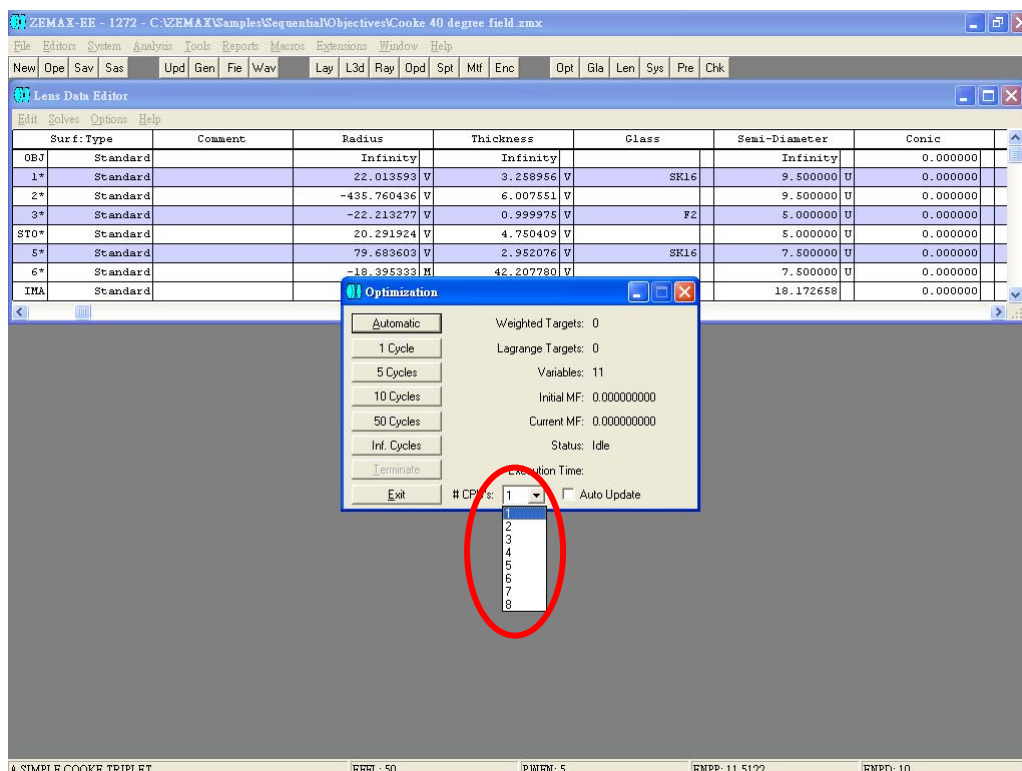 ZEMAX-EE - 1272 - C:\ZEMAX\Samples\Sequential\Objectives\Cooke 40 degree field.zmx
File Editors System Analysis Tools Reports Macros Extensions Window Help
New Ope Sav Sas Upd Gen Fie Wav Lay L3d Ray Opd Spt Mtf Enc Opt Gla Len Sys Pre Chk
Lens Data Editor
Edit Solves Options Help
Surf:Type Comment Radius Thickness Glass Semi-Diameter Conic
OBJ Standard Infinity Infinity Infinity 0.000000
1* Standard 22.013593 V 3.258956 V SK16 9.500000 U 0.000000
2* Standard -435.760436 V 6.007551 V 9.500000 U 0.000000
3* Standard -22.213277 V 0.999975 V F2 5.000000 U 0.000000
STO* Standard 20.291924 V 4.750409 V 5.000000 U 0.000000
5* Standard 79.683603 V 2.952076 V SK16 7.500000 U 0.000000
6* Standard -18.395333 M 42.207780 V 7.500000 U 0.000000
IMA Standard 18.172658 0.000000
Optimization
Automatic Weighted Targets: 0
1 Cycle Lagrange Targets: 0
5 Cycles Variables: 11
10 Cycles Initial MF: 0.000000000
50 Cycles Current MF: 0.000000000
Inf. Cycles Status: Idle
Terminate Execution Time:
Exit # CPU's: 1 Auto Update
1
2
3
4
5
6
7
8
A SIMPLE COOKE TRIPLET EFFL: 50 PWFN: 5 ENPP: 11.5122 ENPD: 10